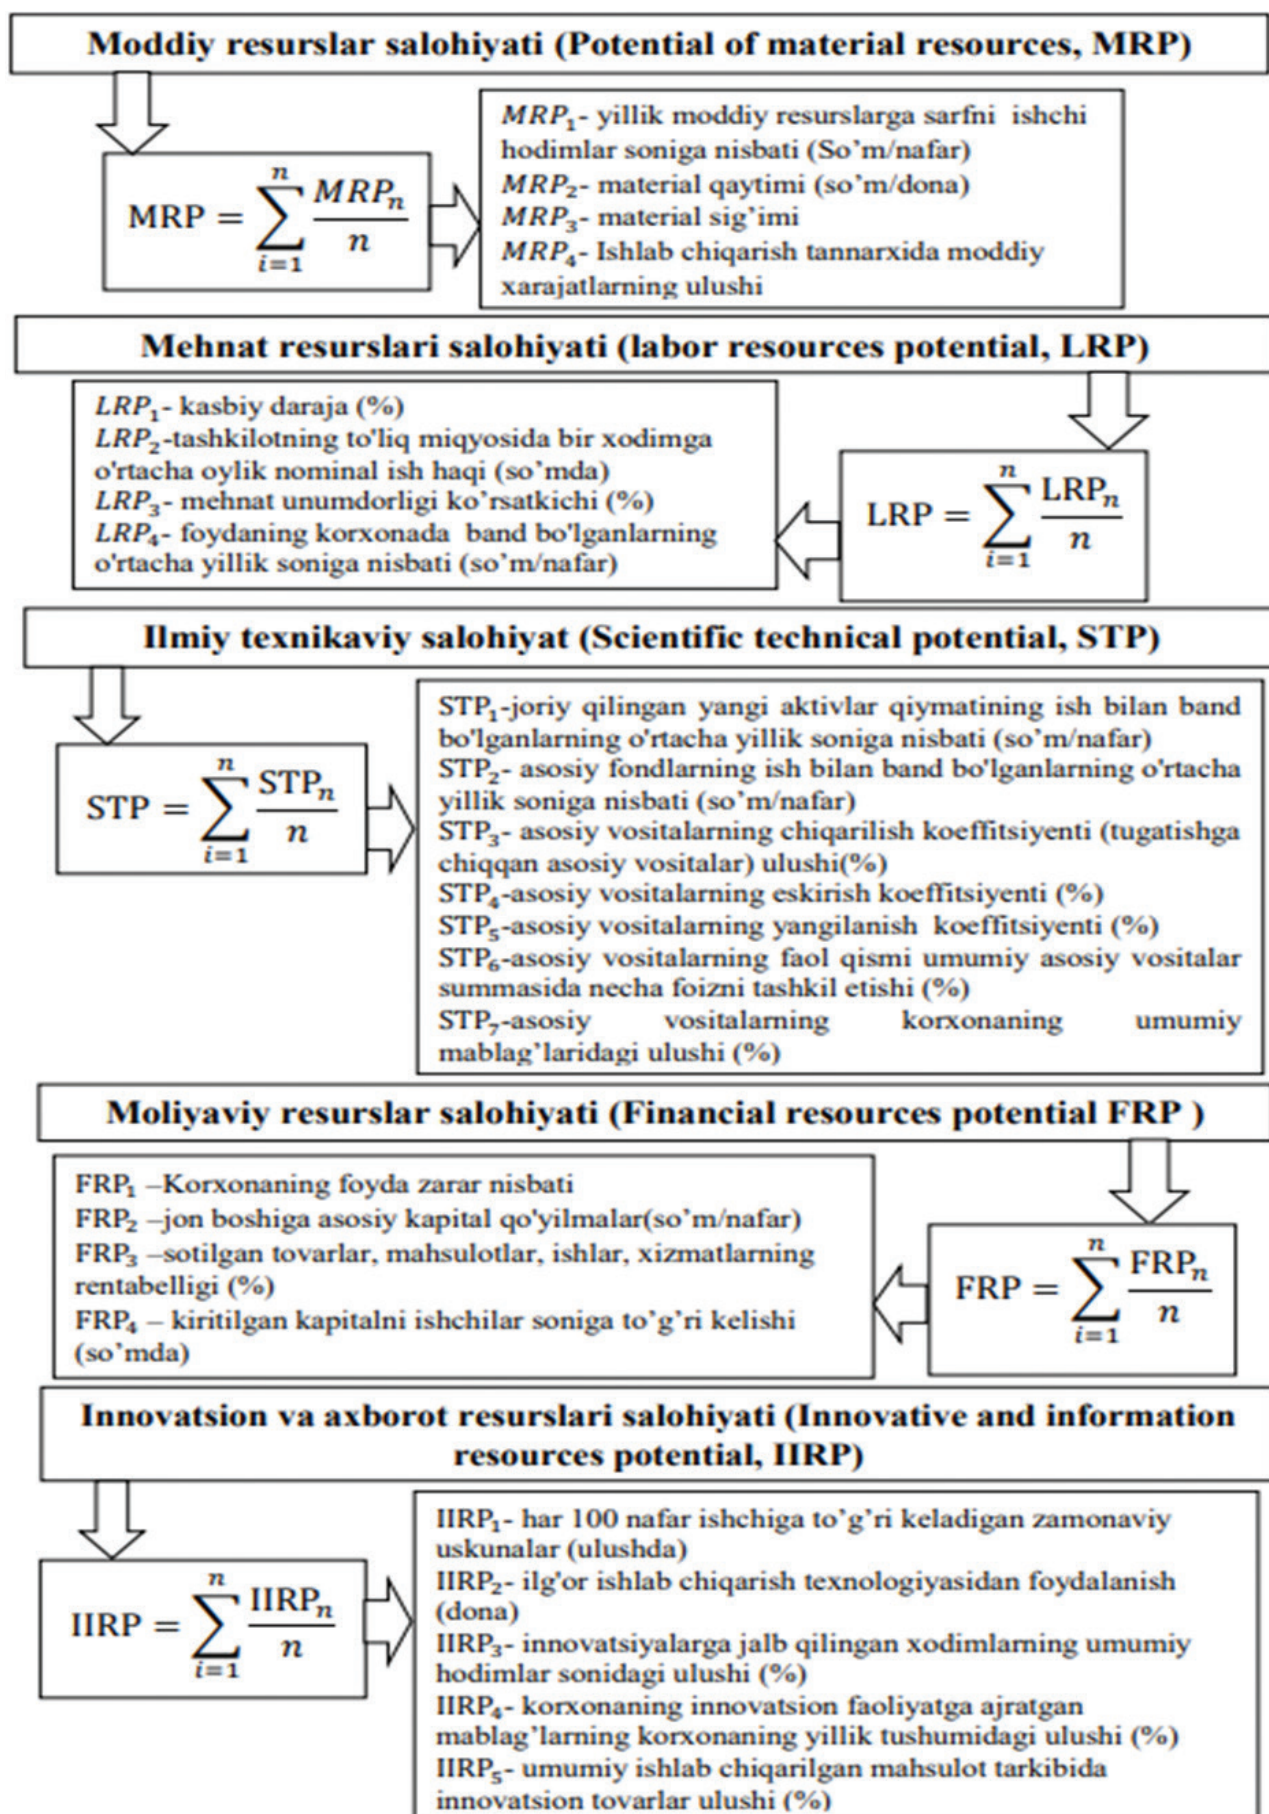 Moddiy resurslar salohiyati (Potential of material resources, MRP)
MRP = ∑_{i=1}^{n} MRP_n / n
MRP₁- yillik moddiy resurslarga sarfni ishchi
hodimlar soniga nisbati (So’m/nafar)
MRP₂- material qaytimi (so’m/dona)
MRP₃- material sig’imi
MRP₄- Ishlab chiqarish tannarxida moddiy
xarajatlarning ulushi
Mehnat resurslari salohiyati (labor resources potential, LRP)
LRP₁- kasbiy daraja (%)
LRP₂-tashkilotning to'liq miqyosida bir xodimga
o'rtacha oylik nominal ish haqi (so’mda)
LRP₃- mehnat unumdorligi ko’rsatkichi (%)
LRP₄- foydaning korxonada band bo'lganlarning
o'rtacha yillik soniga nisbati (so’m/nafar)
LRP = ∑_{i=1}^{n} LRP_n / n
Ilmiy texnikaviy salohiyat (Scientific technical potential, STP)
STP = ∑_{i=1}^{n} STP_n / n
STP₁-joriy qilingan yangi aktivlar qiymatining ish bilan band
bo'lganlarning o'rtacha yillik soniga nisbati (so’m/nafar)
STP₂- asosiy fondlarning ish bilan band bo'lganlarning o’rtacha
yillik soniga nisbati (so’m/nafar)
STP₃- asosiy vositalarning chiqarilish koeffitsiyenti (tugatishga
chiqqan asosiy vositalar) ulushi(%)
STP₄-asosiy vositalarning eskirish koeffitsiyenti (%)
STP₅-asosiy vositalarning yangilanish koeffitsiyenti (%)
STP₆-asosiy vositalarning faol qismi umumiy asosiy vositalar
summasida necha foizni tashkil etishi (%)
STP₇-asosiy vositalarning korxonaning umumiy
mablag’laridagi ulushi (%)
Moliyaviy resurslar salohiyati (Financial resources potential FRP )
FRP₁ –Korxonaning foyda zarar nisbati
FRP₂ –jon boshiga asosiy kapital qo'yilmalar(so’m/nafar)
FRP₃ –sotilgan tovarlar, mahsulotlar, ishlar, xizmatlarning
rentabelligi (%)
FRP₄ – kiritilgan kapitalni ishchilar soniga to’g’ri kelishi
(so’mda)
FRP = ∑_{i=1}^{n} FRP_n / n
Innovatsion va axborot resurslari salohiyati (Innovative and information
resources potential, IIRP)
IIRP = ∑_{i=1}^{n} IIRP_n / n
IIRP₁- har 100 nafar ishchiga to’g’ri keladigan zamonaviy
uskunalar (ulushda)
IIRP₂- ilg'or ishlab chiqarish texnologiyasidan foydalanish
(dona)
IIRP₃- innovatsiyalarga jalb qilingan xodimlarning umumiy
hodimlar sonidagi ulushi (%)
IIRP₄- korxonaning innovatsion faoliyatga ajratgan
mablag’larning korxonaning yillik tushumidagi ulushi (%)
IIRP₅- umumiy ishlab chiqarilgan mahsulot tarkibida
innovatsion tovarlar ulushi (%)